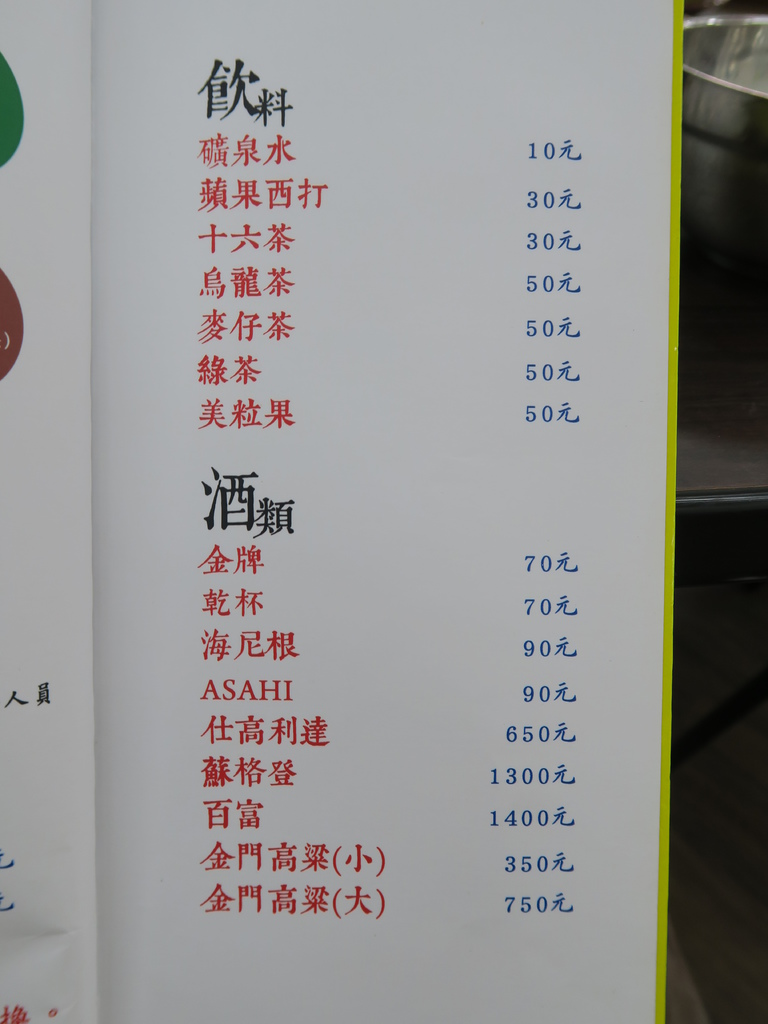 飲料
礦泉水 10元
蘋果西打 30元
十六茶 30元
烏龍茶 50元
麥仔茶 50元
綠茶 50元
美粒果 50元
酒類
金牌 70元
乾杯 70元
海尼根 90元
ASAHI 90元
仕高利達 650元
蘇格登 1300元
百富 1400元
金門高粱(小) 350元
金門高粱(大) 750元
)
人員
元
元
換。